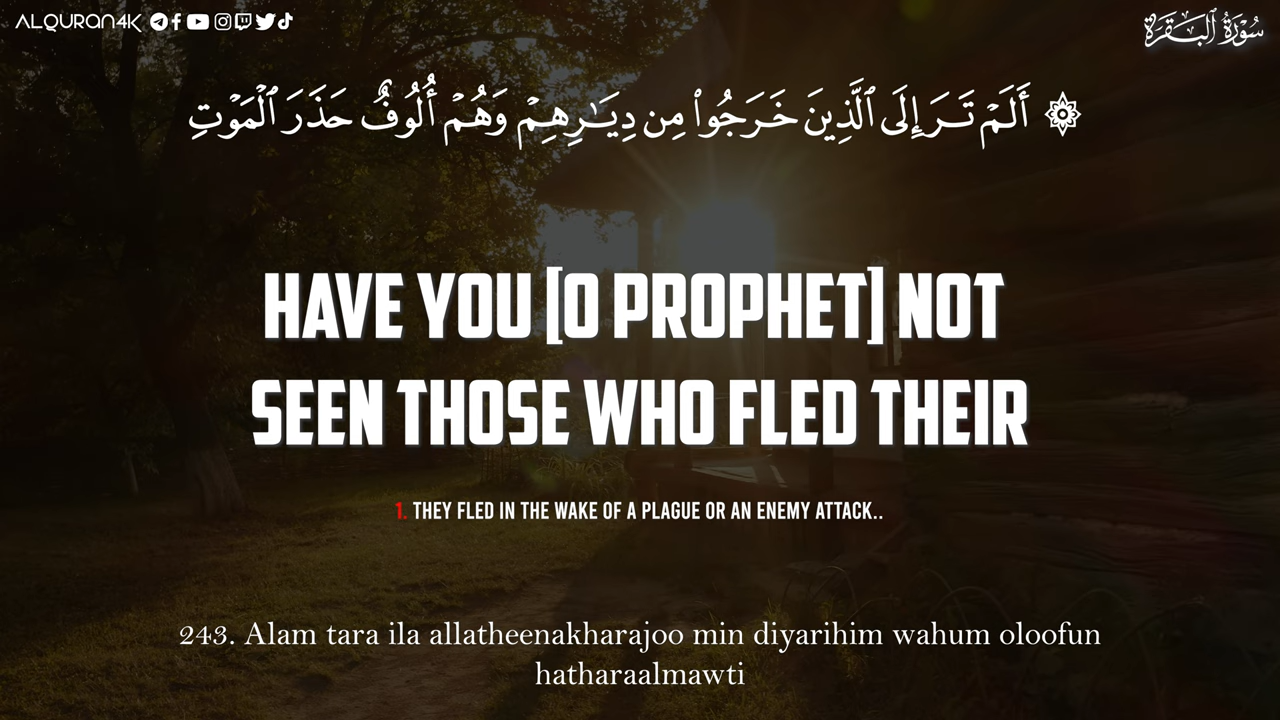 ALQURAN4K
سُورَةُ ٱلْبَقَرَةِ
۞ أَلَمْ تَرَ إِلَى ٱلَّذِينَ خَرَجُوا۟ مِن دِيَـٰرِهِمْ وَهُمْ أُلُوفٌ حَذَرَ ٱلْمَوْتِ
HAVE YOU [O PROPHET] NOT
SEEN THOSE WHO FLED THEIR
1. THEY FLED IN THE WAKE OF A PLAGUE OR AN ENEMY ATTACK..
243. Alam tara ila allatheenakharajoo min diyarihim wahum oloofun
hatharaalmawti